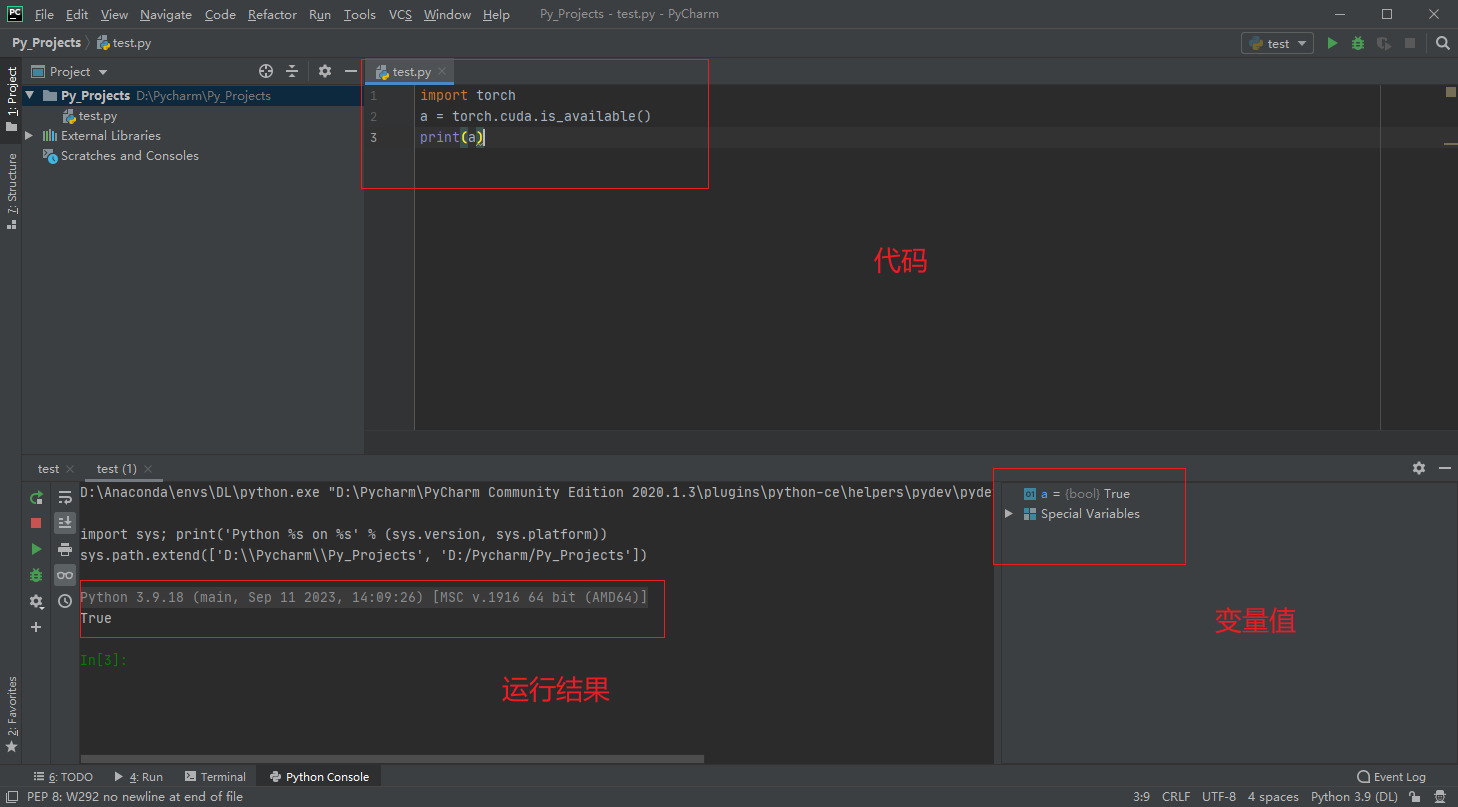 PC File Edit View Navigate Code Refactor Run Tools VCS Window Help Py_Projects - test.py - PyCharm
Py_Projects test.py test
1: Project
Project
Py_Projects D:\Pycharm\Py_Projects
test.py
External Libraries
Scratches and Consoles
7: Structure
test.py
1 import torch
2 a = torch.cuda.is_available()
3 print(a)
代码
test test (1)
D:\Anaconda\envs\DL\python.exe "D:\Pycharm\PyCharm Community Edition 2020.1.3\plugins\python-ce\helpers\pydev\pyde
import sys; print('Python %s on %s' % (sys.version, sys.platform))
sys.path.extend(['D:\\Pycharm\\Py_Projects', 'D:/Pycharm/Py_Projects'])
Python 3.9.18 (main, Sep 11 2023, 14:09:26) [MSC v.1916 64 bit (AMD64)]
True
In[3]:
运行结果
01 a = {bool} True
Special Variables
变量值
2: Favorites
6: TODO 4: Run Terminal Python Console Event Log
PEP 8: W292 no newline at end of file 3:9 CRLF UTF-8 4 spaces Python 3.9 (DL)